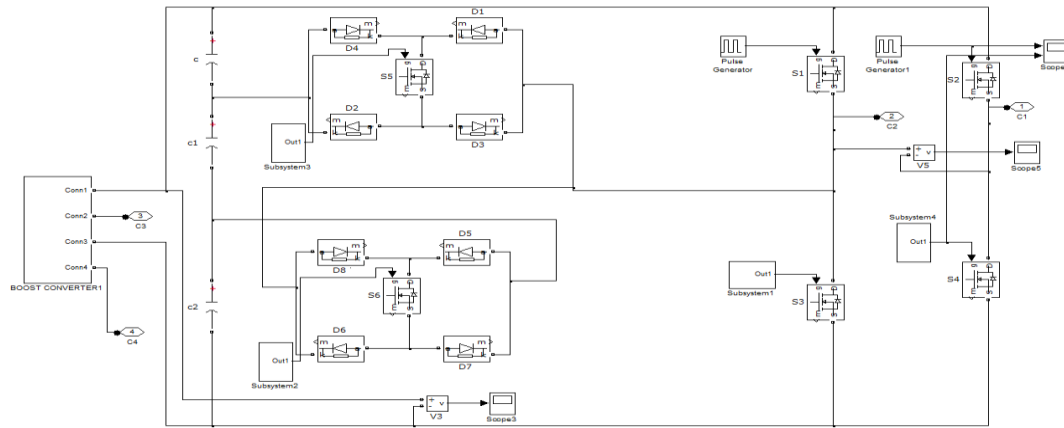 D1
D4
c
S5
D2
D3
c1
Out1
Subsystem3
Pulse
Generator
S1
Pulse
Generator1
S2
Scope
2
C2
1
C1
+
-
v
V5
Scope5
Conn1
Conn2
Conn3
Conn4
BOOST CONVERTER1
3
C3
4
C4
D5
D8
S6
D6
D7
c2
Out1
Subsystem2
Subsystem4
Out1
Out1
Subsystem1
S3
S4
+
-
v
V3
Scope3